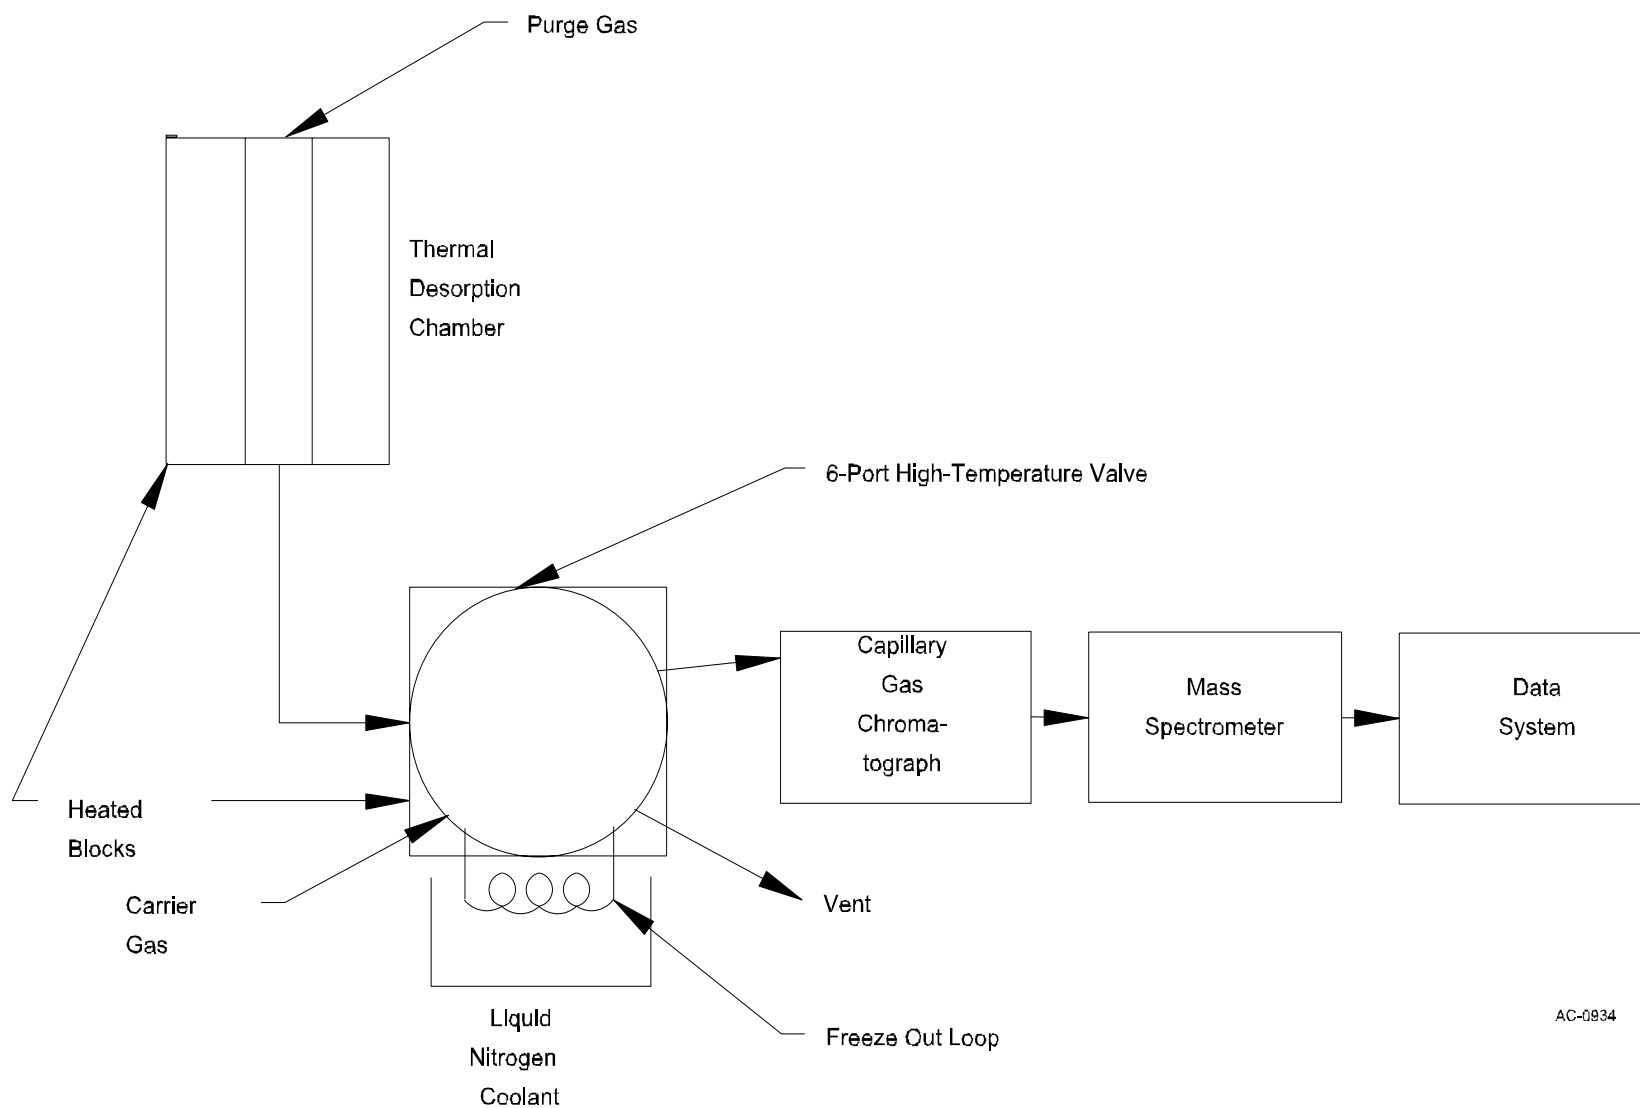 Purge Gas
Thermal
Desorption
Chamber
6-Port High-Temperature Valve
Capillary
Gas
Chroma-
tograph
Mass
Spectrometer
Data
System
Heated
Blocks
Carrier
Gas
Vent
Liquid
Nitrogen
Coolant
Freeze Out Loop
AC-0934